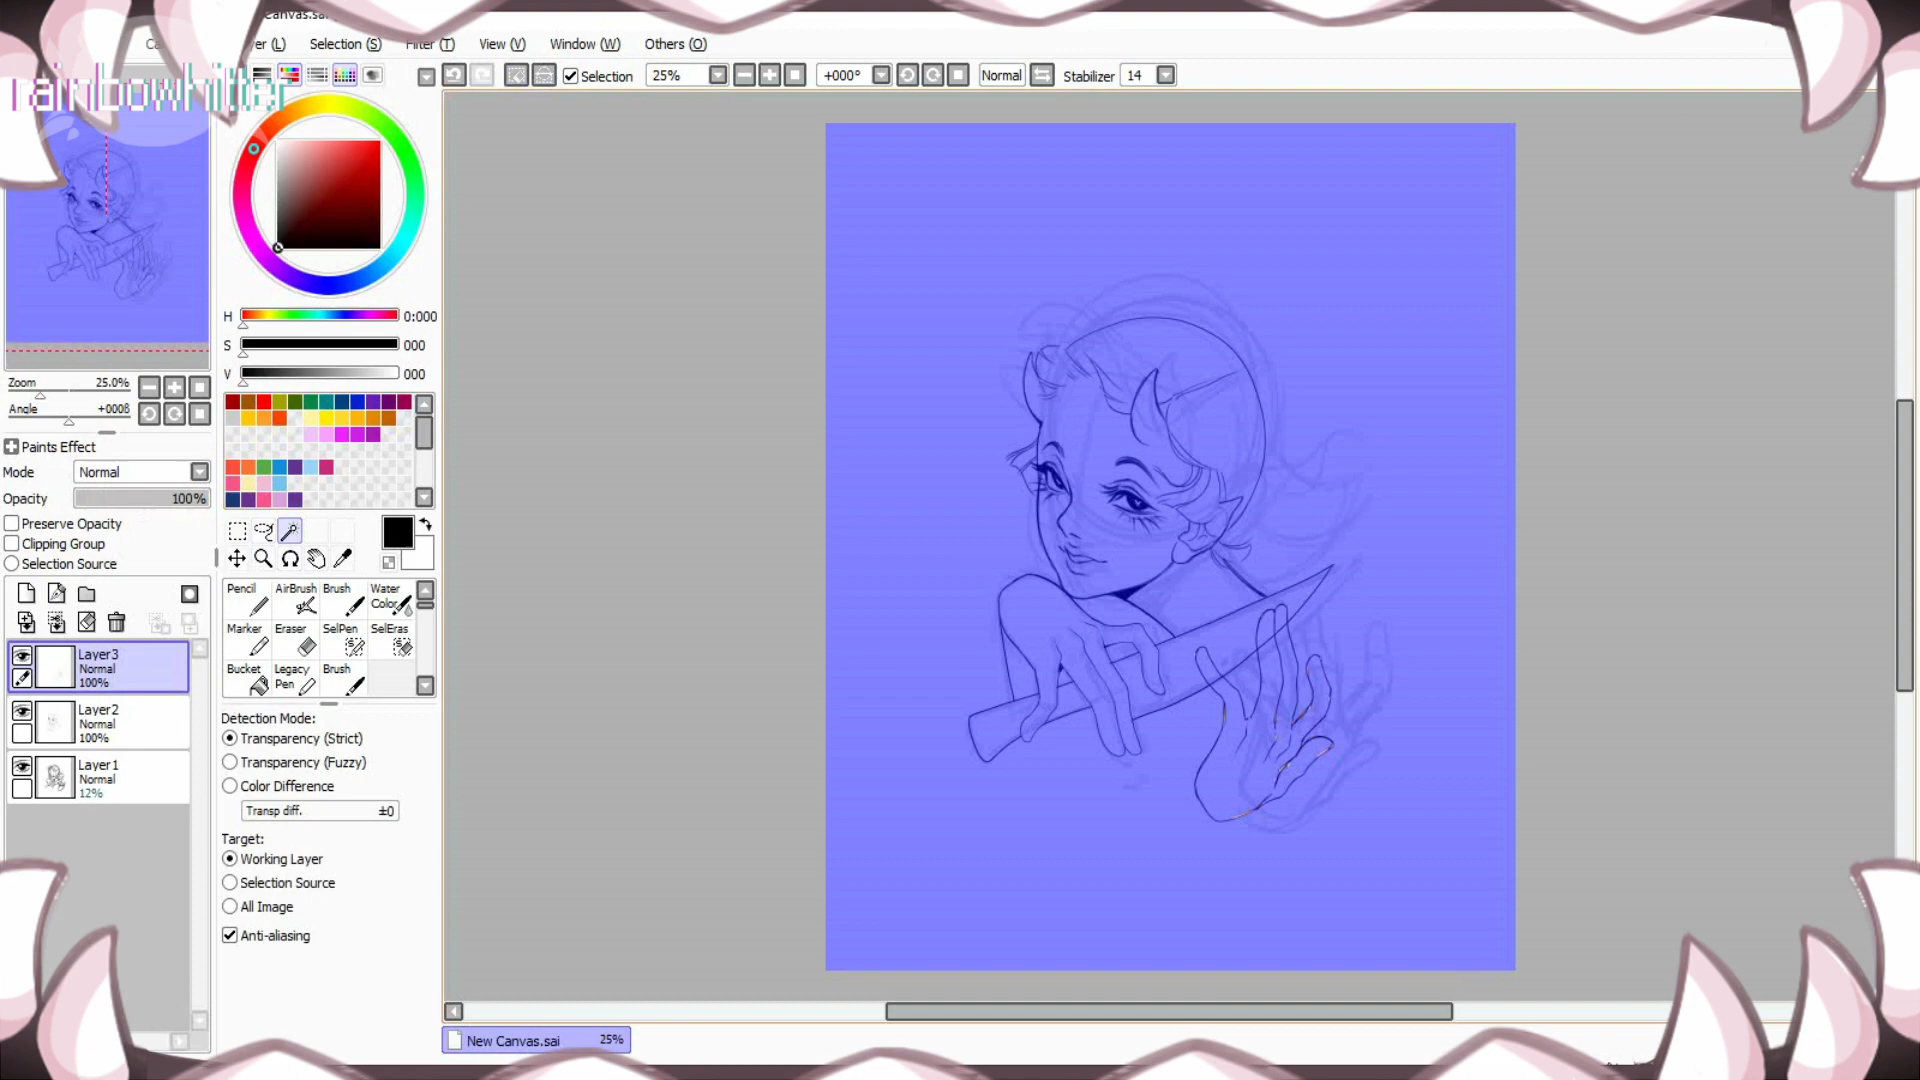 Canvas.sai
Selection (S)
Filter (T)
View (V)
Window (W)
Others (O)
rainbowhitter
Selection
25%
+000°
Normal
Stabilizer
14
H
0:000
S
000
V
000
Zoom
25.0%
Angle
+000ß
Paints Effect
Mode
Normal
Opacity
100%
Preserve Opacity
Clipping Group
Selection Source
Pencil
AirBrush
Brush
Water Color
Marker
Eraser
SelPen
SelEras
Bucket
Legacy Pen
Brush
Layer3
Normal
100%
Layer2
Normal
100%
Layer1
Normal
12%
Detection Mode:
Transparency (Strict)
Transparency (Fuzzy)
Color Difference
Transp diff.
±0
Target:
Working Layer
Selection Source
All Image
Anti-aliasing
New Canvas.sai
25%